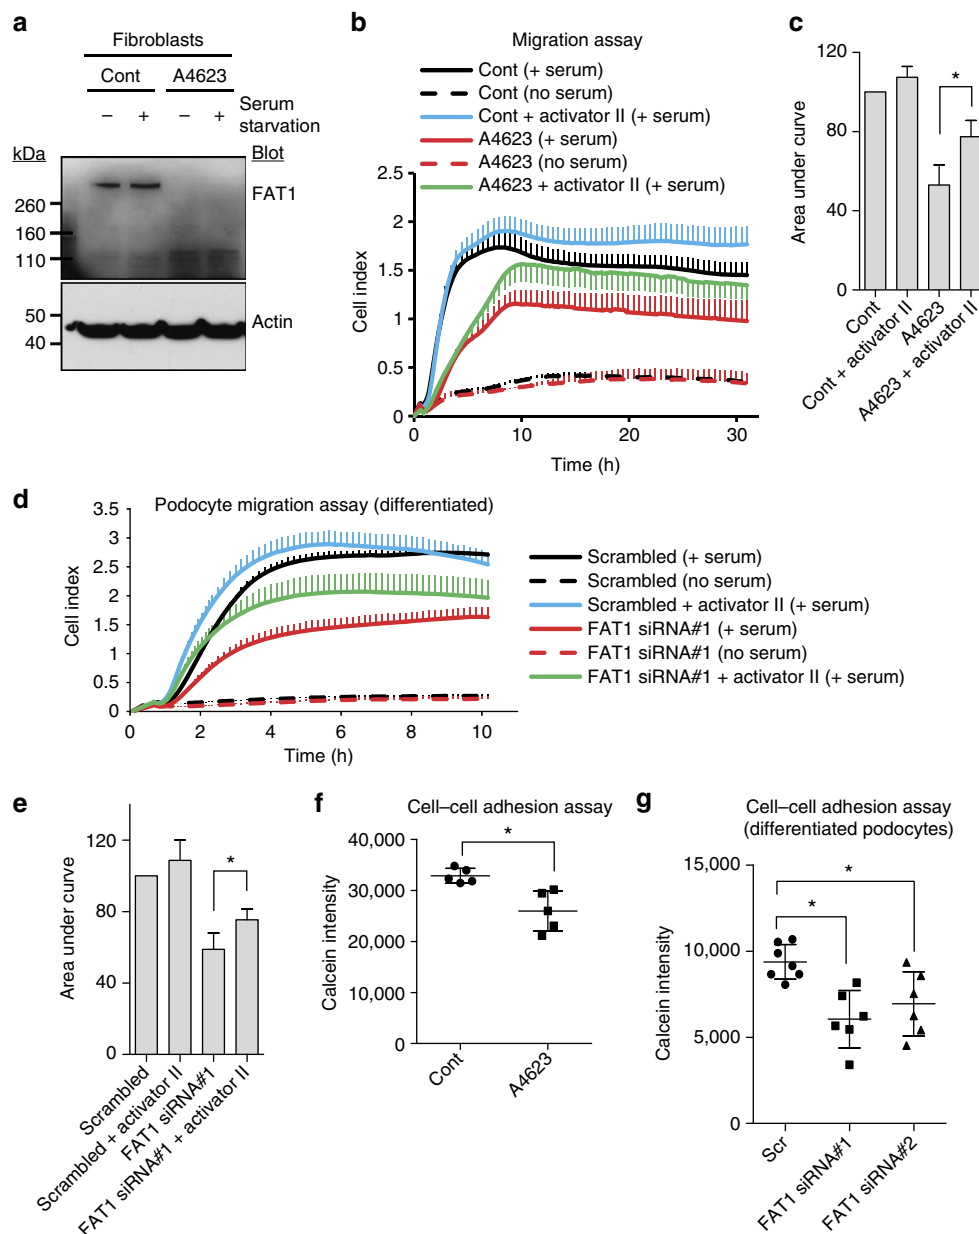 a
Fibroblasts
Cont A4623
– + – + Serum starvation
kDa
Blot
FAT1
260
160
110
50
40
Actin
b
Migration assay
Cont (+ serum)
Cont (no serum)
Cont + activator II (+ serum)
A4623 (+ serum)
A4623 (no serum)
A4623 + activator II (+ serum)
2.5
2
1.5
1
0.5
0
Cell index
0 10 20 30
Time (h)
c
120
80
40
0
Area under curve
*
Cont
Cont + activator II
A4623
A4623 + activator II
d
Podocyte migration assay (differentiated)
3.5
3
2.5
2
1.5
1
0.5
0
Cell index
0 2 4 6 8 10
Time (h)
Scrambled (+ serum)
Scrambled (no serum)
Scrambled + activator II (+ serum)
FAT1 siRNA#1 (+ serum)
FAT1 siRNA#1 (no serum)
FAT1 siRNA#1 + activator II (+ serum)
e
120
80
40
0
Area under curve
*
Scrambled
Scrambled + activator II
FAT1 siRNA#1
FAT1 siRNA#1 + activator II
f
Cell–cell adhesion assay
*
40,000
30,000
20,000
10,000
0
Calcein intensity
Cont
A4623
g
Cell–cell adhesion assay
(differentiated podocytes)
15,000
10,000
5,000
0
Calcein intensity
*
*
Scr
FAT1 siRNA#1
FAT1 siRNA#2